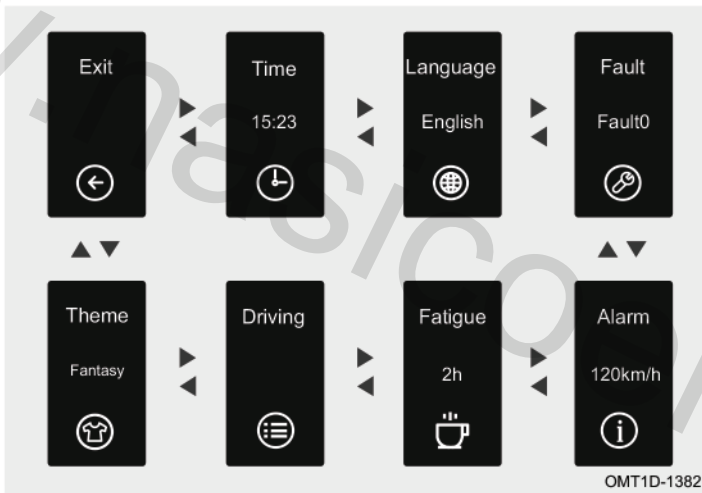 Exit
Time
15:23
Language
English
Fault
Fault0
Theme
Fantasy
Driving
Fatigue
2h
Alarm
120km/h
i
OMT1D-1382